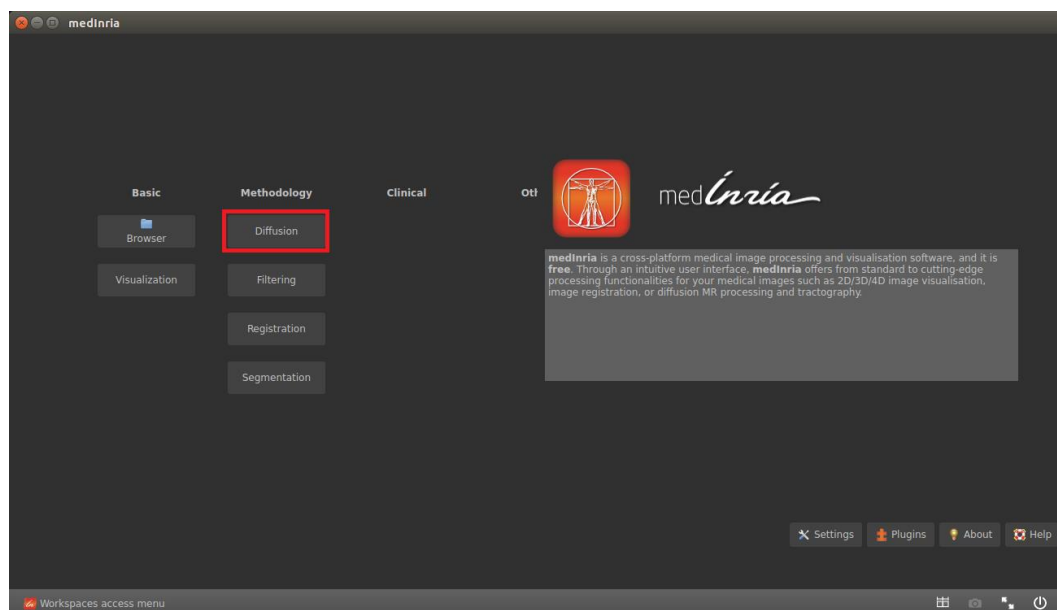 medInria
Basic
Methodology
Clinical
Oth
Browser
Diffusion
Visualization
Filtering
Registration
Segmentation
medInría
medInria is a cross-platform medical image processing and visualisation software, and it is
free. Through an intuitive user interface, medInria offers from standard to cutting-edge
processing functionalities for your medical images such as 2D/3D/4D image visualisation,
image registration, or diffusion MR processing and tractography.
Settings
Plugins
About
Help
Workspaces access menu